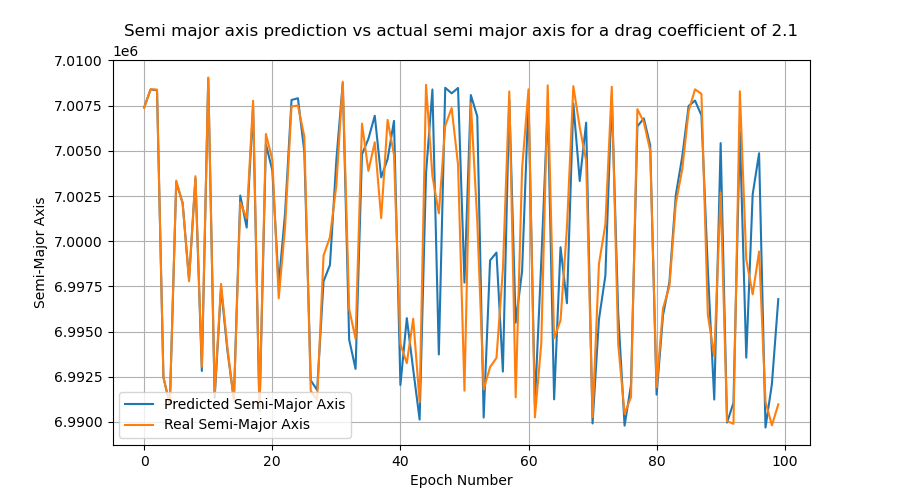 Semi major axis prediction vs actual semi major axis for a drag coefficient of 2.1
1e6
7.0100
7.0075
7.0050
7.0025
7.0000
6.9975
6.9950
6.9925
6.9900
Semi-Major Axis
Predicted Semi-Major Axis
Real Semi-Major Axis
0 20 40 60 80 100
Epoch Number